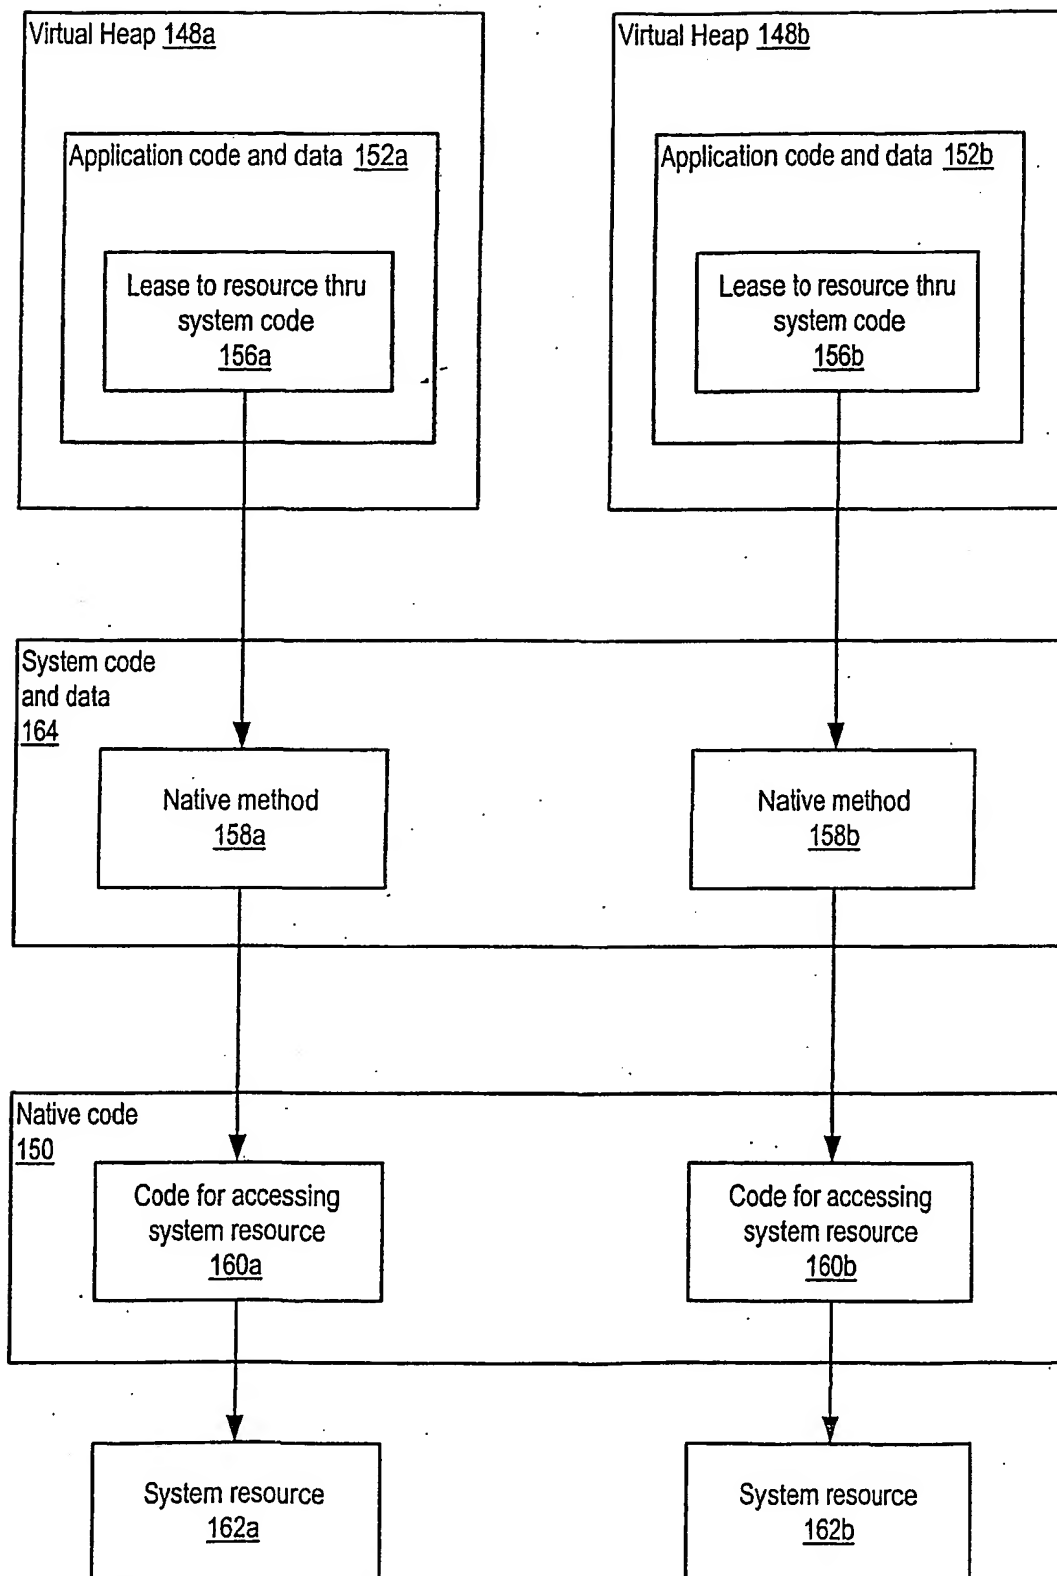 Virtual Heap 148a
Virtual Heap 148b
Application code and data 152a
Application code and data 152b
Lease to resource thru
system code
156a
Lease to resource thru
system code
156b
System code
and data
164
Native method
158a
Native method
158b
Native code
150
Code for accessing
system resource
160a
Code for accessing
system resource
160b
System resource
162a
System resource
162b